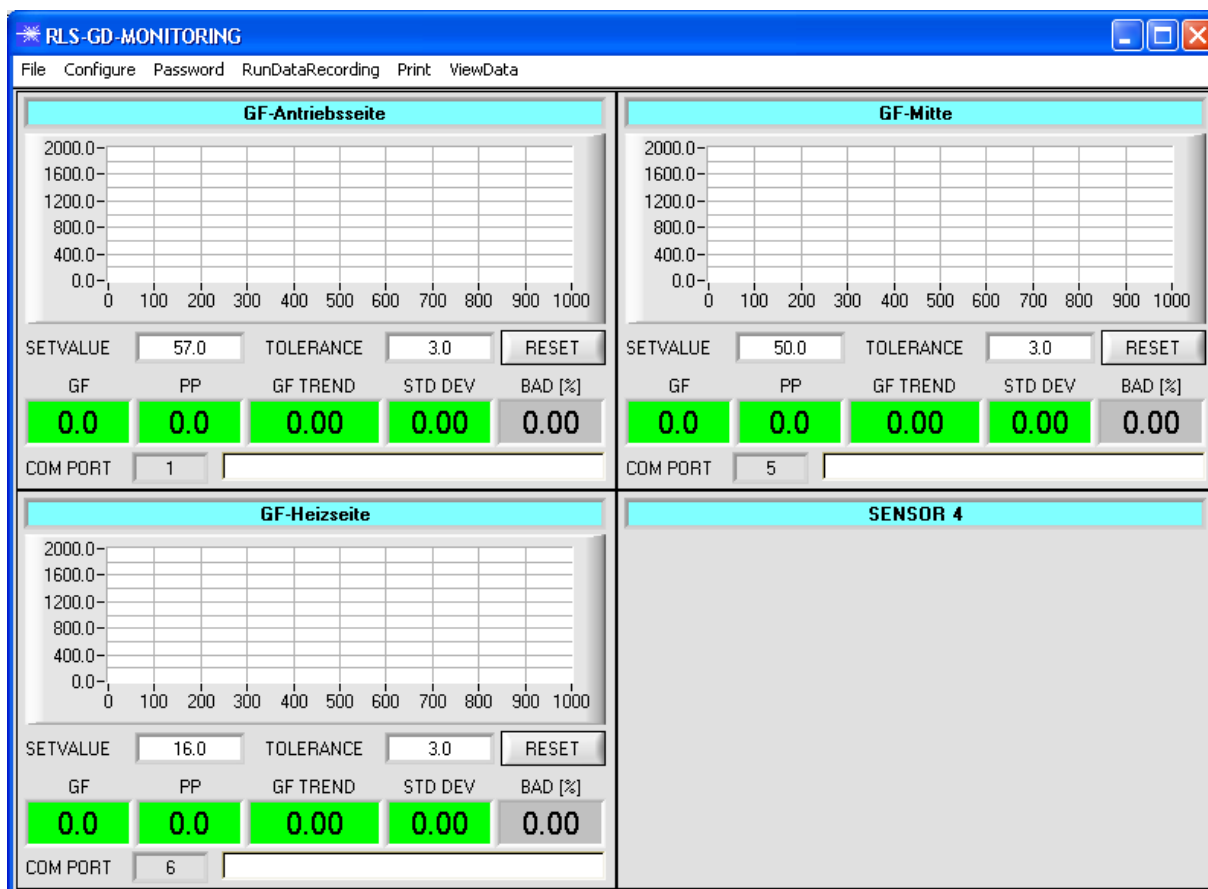 RLS-GD-MONITORING
File Configure Password RunDataRecording Print ViewData
GF-Antriebsseite
2000.0
1600.0
1200.0
800.0
400.0
0.0
0 100 200 300 400 500 600 700 800 900 1000
SETVALUE 57.0 TOLERANCE 3.0 RESET
GF PP GF TREND STD DEV BAD [%]
0.0 0.0 0.00 0.00 0.00
COM PORT 1
GF-Mitte
2000.0
1600.0
1200.0
800.0
400.0
0.0
0 100 200 300 400 500 600 700 800 900 1000
SETVALUE 50.0 TOLERANCE 3.0 RESET
GF PP GF TREND STD DEV BAD [%]
0.0 0.0 0.00 0.00 0.00
COM PORT 5
GF-Heizseite
2000.0
1600.0
1200.0
800.0
400.0
0.0
0 100 200 300 400 500 600 700 800 900 1000
SETVALUE 16.0 TOLERANCE 3.0 RESET
GF PP GF TREND STD DEV BAD [%]
0.0 0.0 0.00 0.00 0.00
COM PORT 6
SENSOR 4